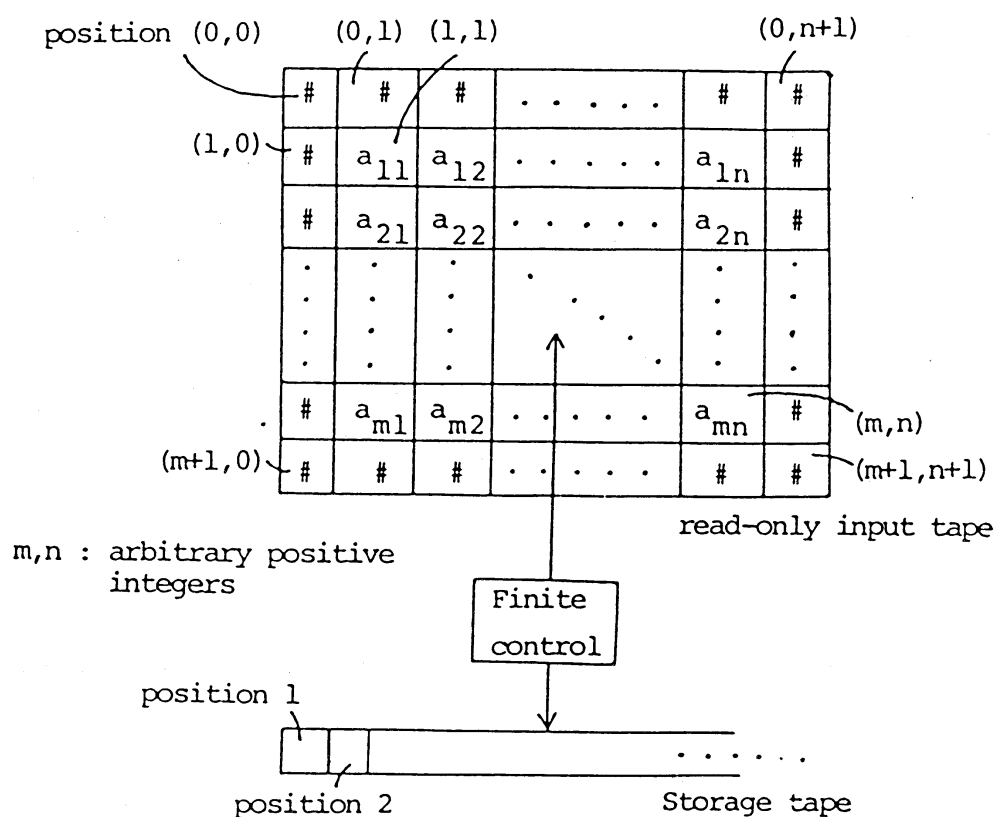 position (0,0) (0,1) (1,1) (0,n+1)
# # # ..... # #
(1,0) # a11 a12 ..... a1n #
# a21 a22 ..... a2n #
# am1 am2 ..... amn #
(m,n)
(m+1,0) # # # ..... # # (m+1,n+1)
read-only input tape
m,n : arbitrary positive
integers
Finite
control
position 1
.....
position 2
Storage tape